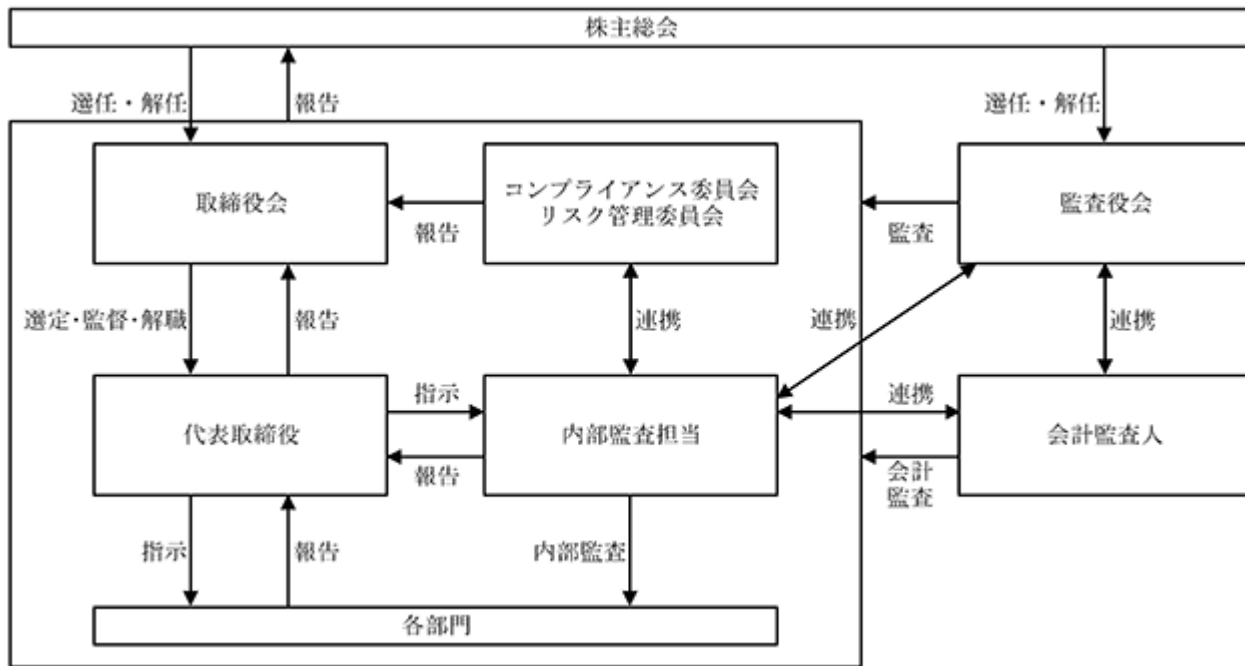 株主総会
選任・解任
報告
選任・解任
取締役会
コンプライアンス委員会
リスク管理委員会
監査役会
報告
監査
選定・監督・解職
報告
連携
連携
連携
代表取締役
指示
報告
内部監査担当
連携
会計
監査
会計監査人
指示
報告
内部監査
各部門